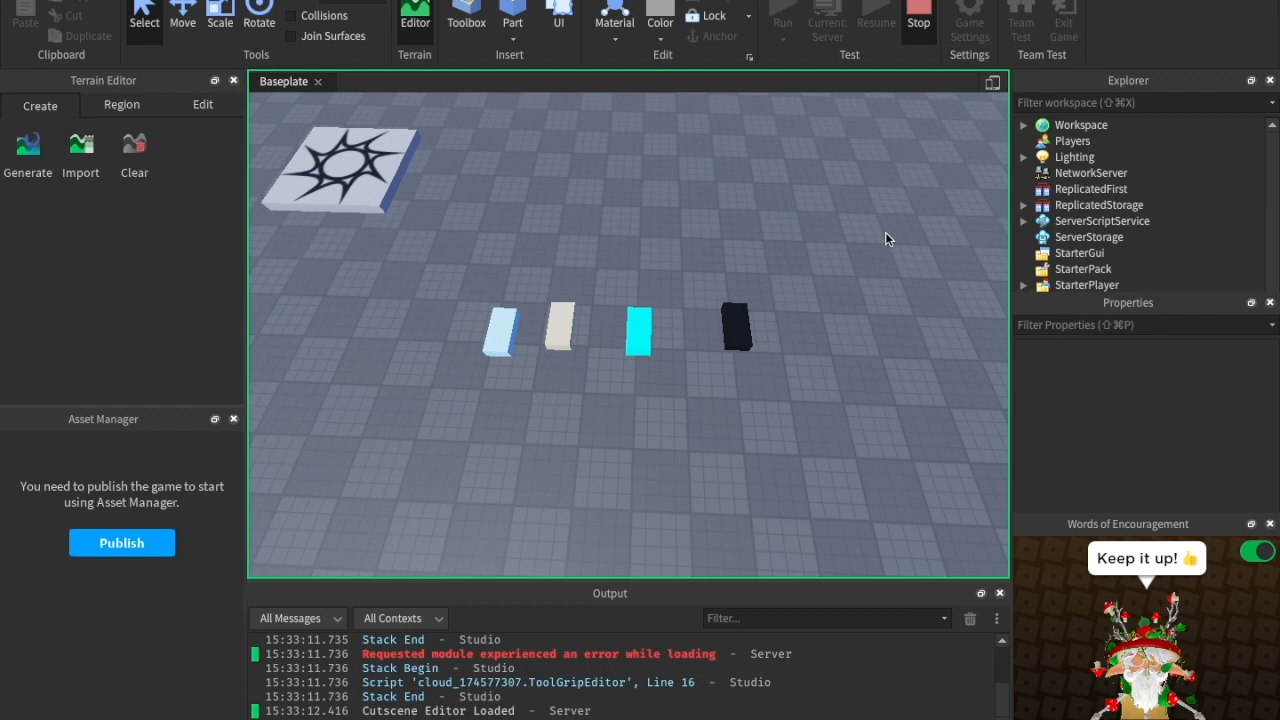 Paste
Cut
Duplicate
Clipboard
Select
Move
Scale
Rotate
Collisions
Join Surfaces
Tools
Editor
Terrain
Toolbox
Part
UI
Insert
Material
Color
Lock
Anchor
Edit
Run
Current:
Server
Resume
Stop
Test
Game
Settings
Settings
Team
Test
Exit
Game
Team Test
Terrain Editor
Create
Region
Edit
Generate
Import
Clear
Asset Manager
You need to publish the game to start
using Asset Manager.
Publish
Baseplate
Output
All Messages
All Contexts
Filter...
15:33:11.735 Stack End - Studio
15:33:11.736 Requested module experienced an error while loading - Server
15:33:11.736 Stack Begin - Studio
15:33:11.736 Script 'cloud_174577307.ToolGripEditor', Line 16 - Studio
15:33:11.736 Stack End - Studio
15:33:12.416 Cutscene Editor Loaded - Server
Explorer
Filter workspace (⇧⌘X)
Workspace
Players
Lighting
NetworkServer
ReplicatedFirst
ReplicatedStorage
ServerScriptService
ServerStorage
StarterGui
StarterPack
StarterPlayer
Properties
Filter Properties (⇧⌘P)
Words of Encouragement
Keep it up! 👍